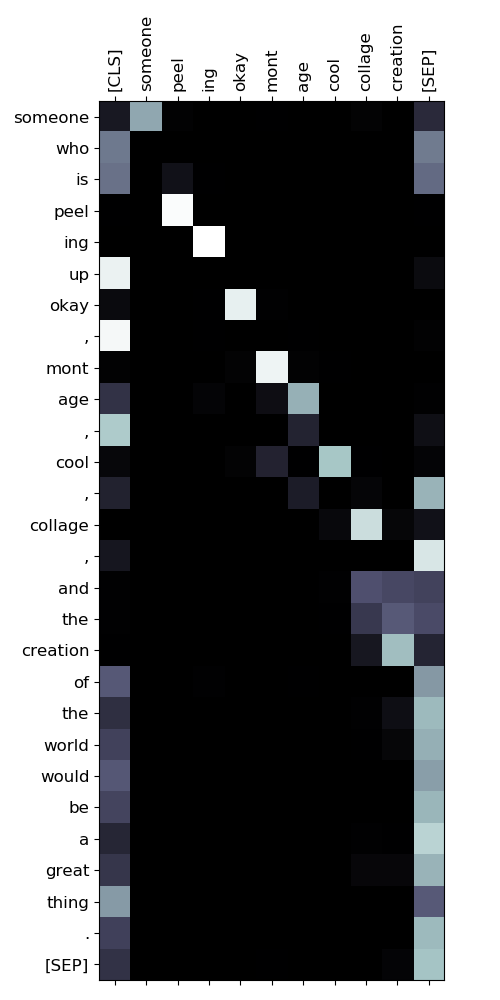 [CLS] someone peel ing okay mont age cool collage creation [SEP]
someone
who
is
peel
ing
up
okay
,
mont
age
,
cool
,
collage
,
and
the
creation
of
the
world
would
be
a
great
thing
.
[SEP]